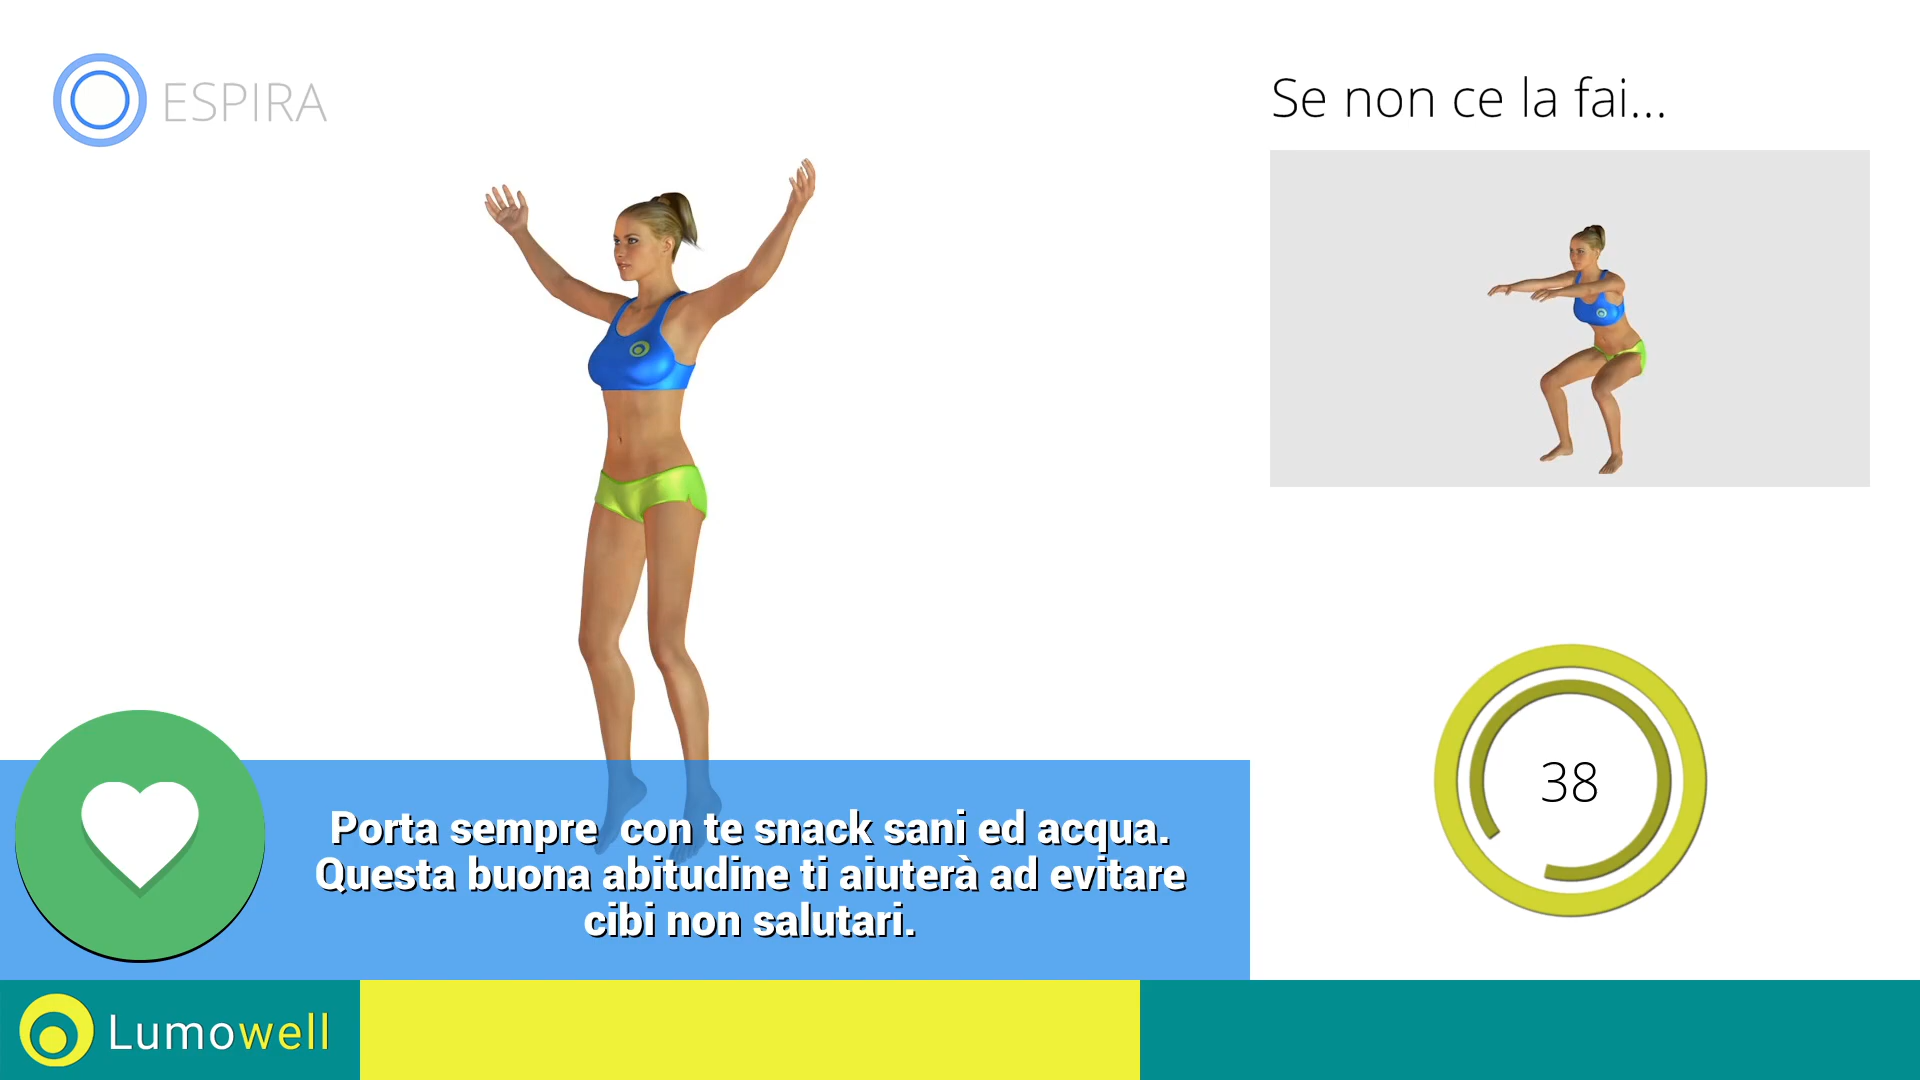 ESPIRA
Se non ce la fai...
38
Porta sempre  con te snack sani ed acqua.
Questa buona abitudine ti aiuterà ad evitare
cibi non salutari.
Lumowell